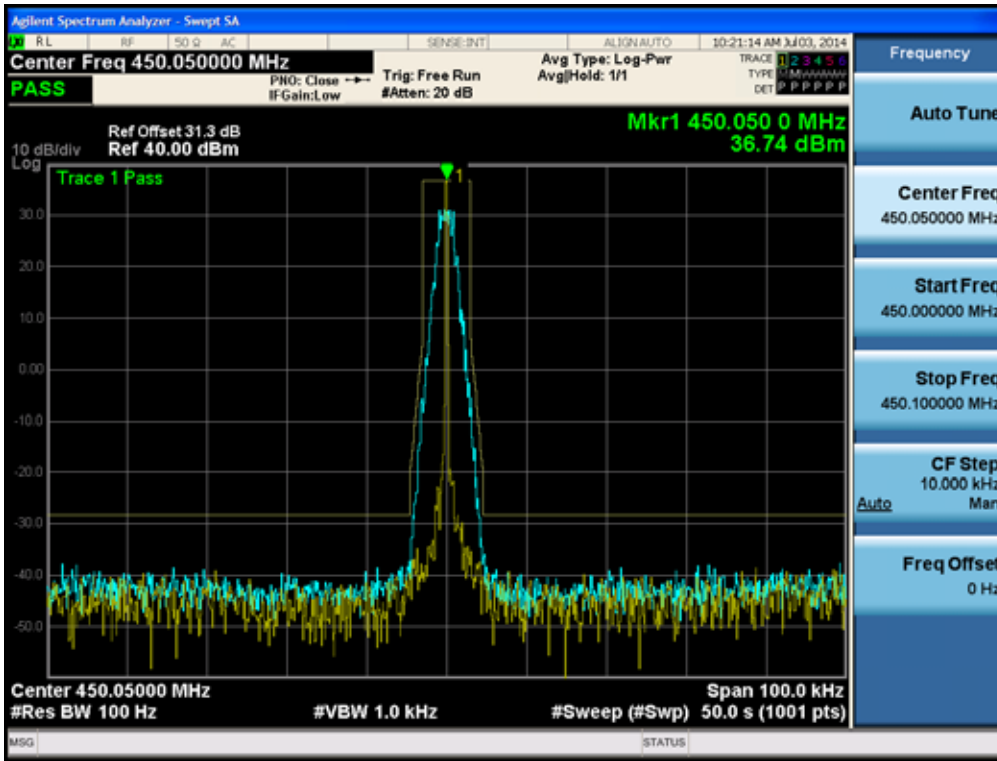 Agilent Spectrum Analyzer - Swept SA
RL RF 50 Ω AC SENSE:INT ALIGN AUTO 10:21:14 AM Jul 03, 2014
Center Freq 450.050000 MHz
PASS
PNO: Close
IFGain:Low
Trig: Free Run
#Atten: 20 dB
Avg Type: Log-Pwr
Avg|Hold: 1/1
TRACE 1 2 3 4 5 6
TYPE
DET P P P P P P
Mkr1 450.050 0 MHz
36.74 dBm
Ref Offset 31.3 dB
10 dB/div Ref 40.00 dBm
Log
Trace 1 Pass
1
30.0
20.0
10.0
0.00
-10.0
-20.0
-30.0
-40.0
-50.0
Center 450.05000 MHz Span 100.0 kHz
#Res BW 100 Hz #VBW 1.0 kHz #Sweep (#Swp) 50.0 s (1001 pts)
MSG STATUS
Frequency
Auto Tune
Center Freq
450.050000 MHz
Start Freq
450.000000 MHz
Stop Freq
450.100000 MHz
CF Step
10.000 kHz
Auto Man
Freq Offset
0 Hz